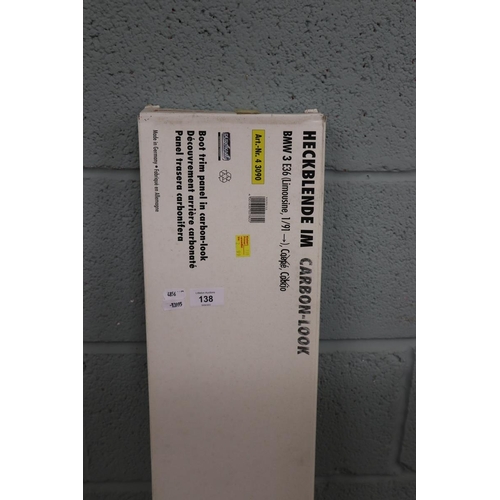 HECKBLENDE IM CARBON-LOOK
BMW 3 E36 (Limousine, 1/91 →), Coupé, Cabrio
Art.-Nr. 4 3090
Boot trim panel in carbon-look
Découvrement arrière carbonaté
Panel trasera carbonifera
Made in Germany • Fabriqué en Allemagne
138